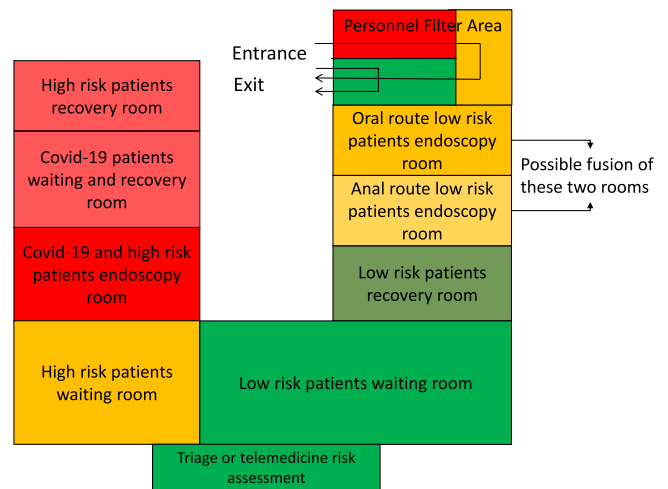 Personnel Filter Area
Entrance
Exit
High risk patients
recovery room
Covid-19 patients
waiting and recovery
room
Covid-19 and high risk
patients endoscopy
room
High risk patients
waiting room
Oral route low risk
patients endoscopy
room
Anal route low risk
patients endoscopy
room
Possible fusion of
these two rooms
Low risk patients
recovery room
Low risk patients waiting room
Triage or telemedicine risk
assessment